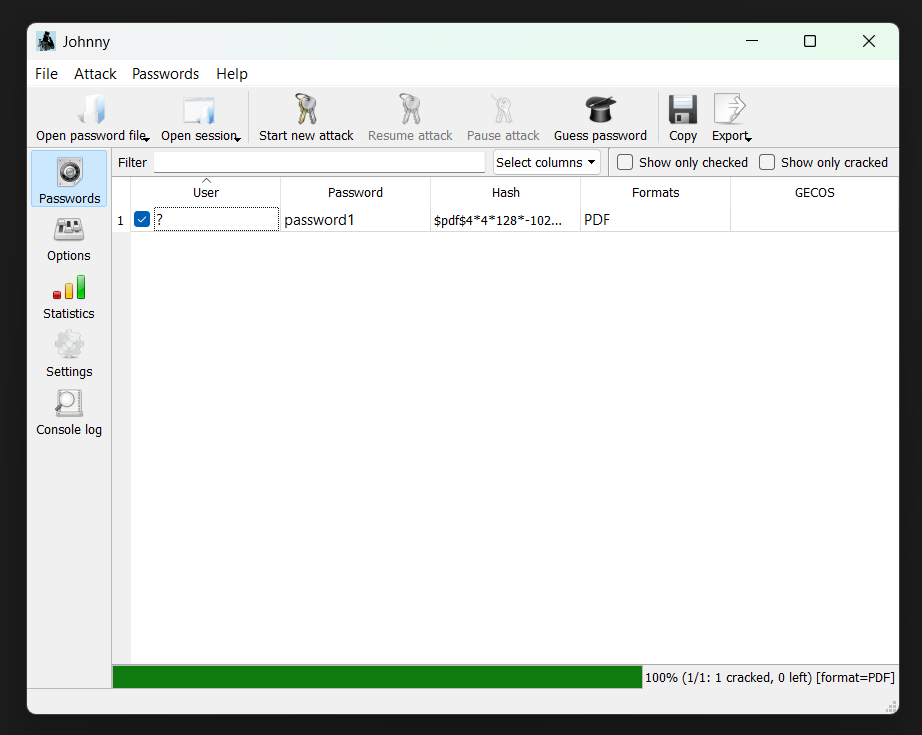 Johnny
File Attack Passwords Help
Open password file Open session Start new attack Resume attack Pause attack Guess password Copy Export
Passwords
Options
Statistics
Settings
Console log
Filter Select columns Show only checked Show only cracked
User Password Hash Formats GECOS
1 ? password1 $pdf$4*4*128*-102... PDF
100% (1/1: 1 cracked, 0 left) [format=PDF]